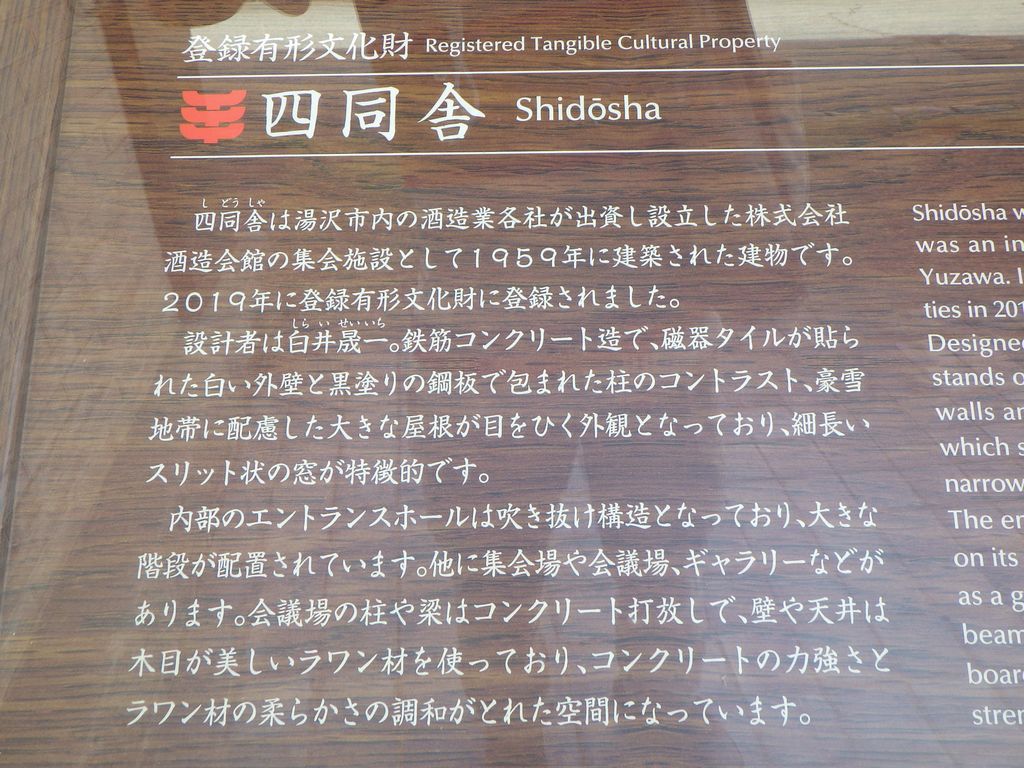 登録有形文化財 Registered Tangible Cultural Property
四同舎 Shidōsha
し どう しゃ
四同舎は湯沢市内の酒造業各社が出資し設立した株式会社
酒造会館の集会施設として1959年に建築された建物です。
2019年に登録有形文化財に登録されました。
しら い せい いち
設計者は白井晟一。鉄筋コンクリート造で、磁器タイルが貼ら
れた白い外壁と黒塗りの鋼板で包まれた柱のコントラスト、豪雪
地帯に配慮した大きな屋根が目をひく外観となっており、細長い
スリット状の窓が特徴的です。
内部のエントランスホールは吹き抜け構造となっており、大きな
階段が配置されています。他に集会場や会議場、ギャラリーなどが
あります。会議場の柱や梁はコンクリート打放しで、壁や天井は
木目が美しいラワン材を使っており、コンクリートの力強さと
ラワン材の柔らかさの調和がとれた空間になっています。
Shidōsha w
was an in
Yuzawa. I
ties in 201
Designed
stands o
walls an
which s
narrow
The en
on its
as a g
beam
board
stren